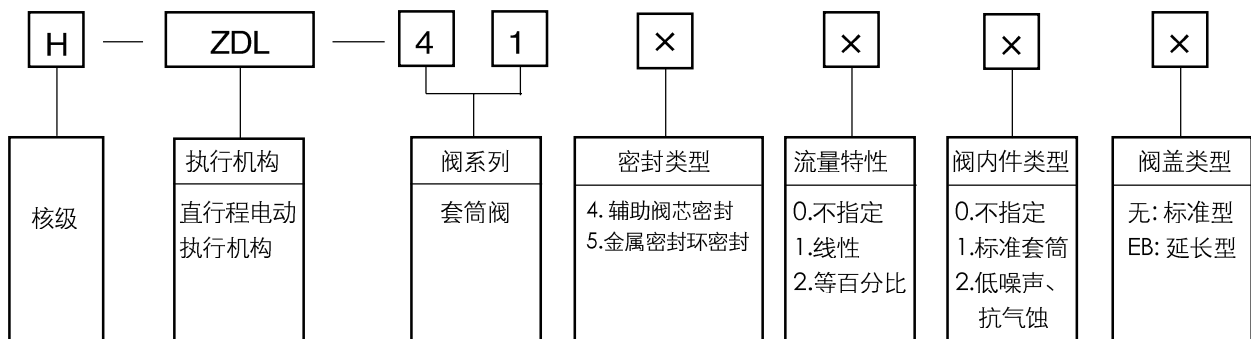 H — ZDL — 4 1 × × × ×
核级
执行机构
直行程电动
执行机构
阀系列
套筒阀
密封类型
4. 辅助阀芯密封
5.金属密封环密封
流量特性
0.不指定
1.线性
2.等百分比
阀内件类型
0.不指定
1.标准套筒
2.低噪声、
抗气蚀
阀盖类型
无: 标准型
EB: 延长型